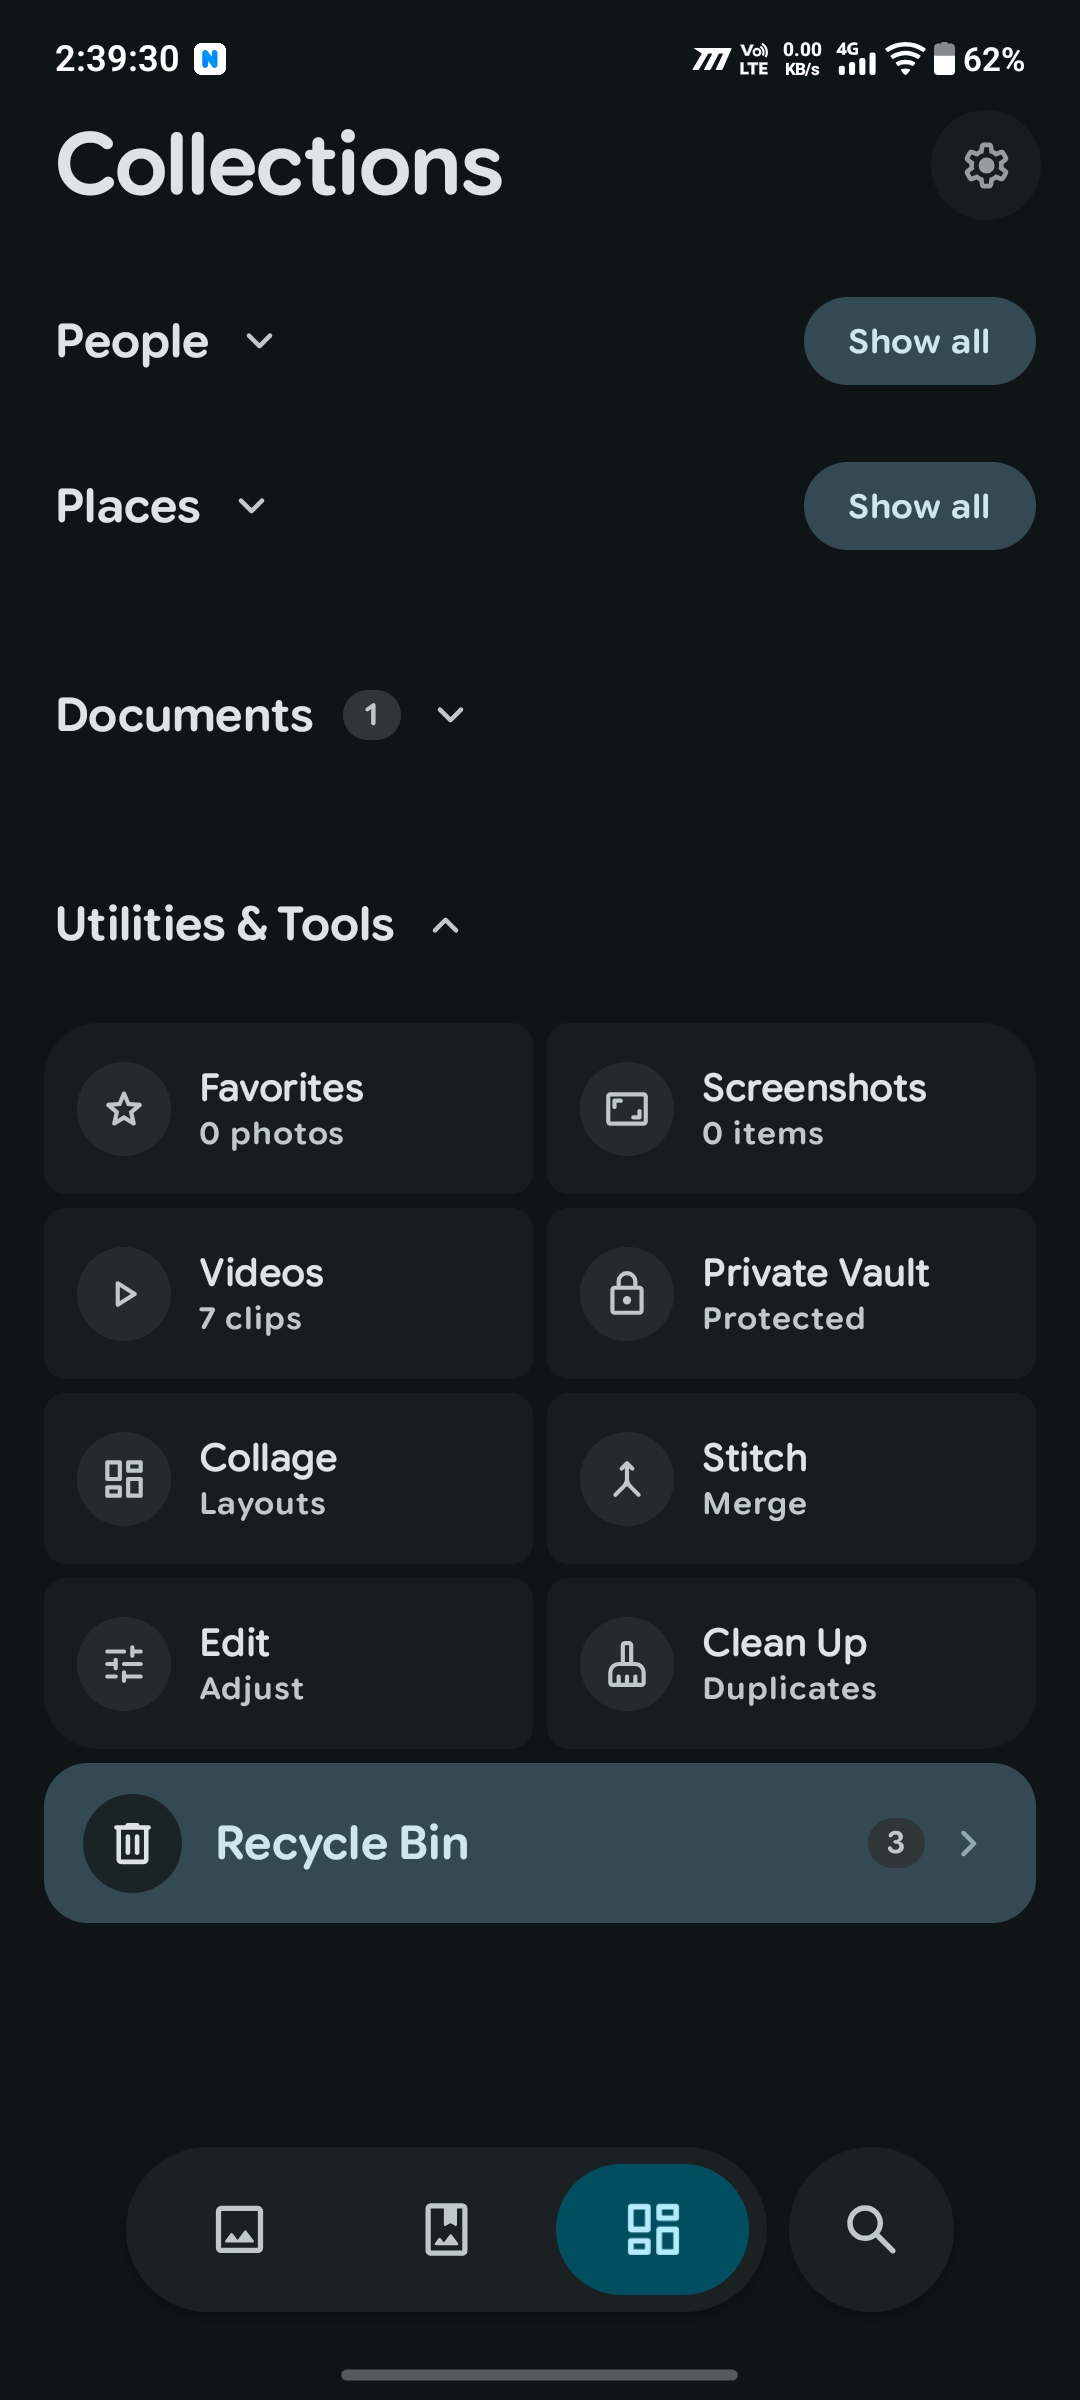 2:39:30 N Vo) LTE 0.00 KB/s 4G 62%
Collections
People Show all
Places Show all
Documents 1
Utilities & Tools
Favorites
0 photos
Screenshots
0 items
Videos
7 clips
Private Vault
Protected
Collage
Layouts
Stitch
Merge
Edit
Adjust
Clean Up
Duplicates
Recycle Bin 3